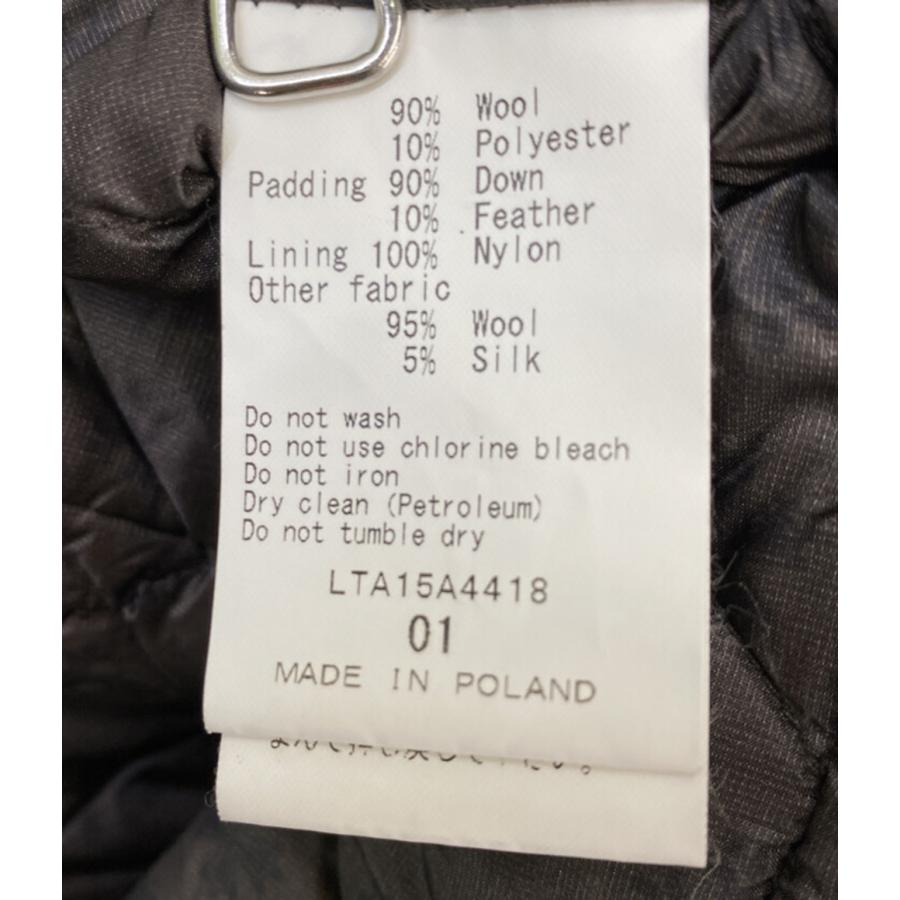 90% Wool
10% Polyester
Padding 90% Down
10% Feather
Lining 100% Nylon
Other fabric
95% Wool
5% Silk
Do not wash
Do not use chlorine bleach
Do not iron
Dry clean (Petroleum)
Do not tumble dry
LTA15A4418
01
MADE IN POLAND